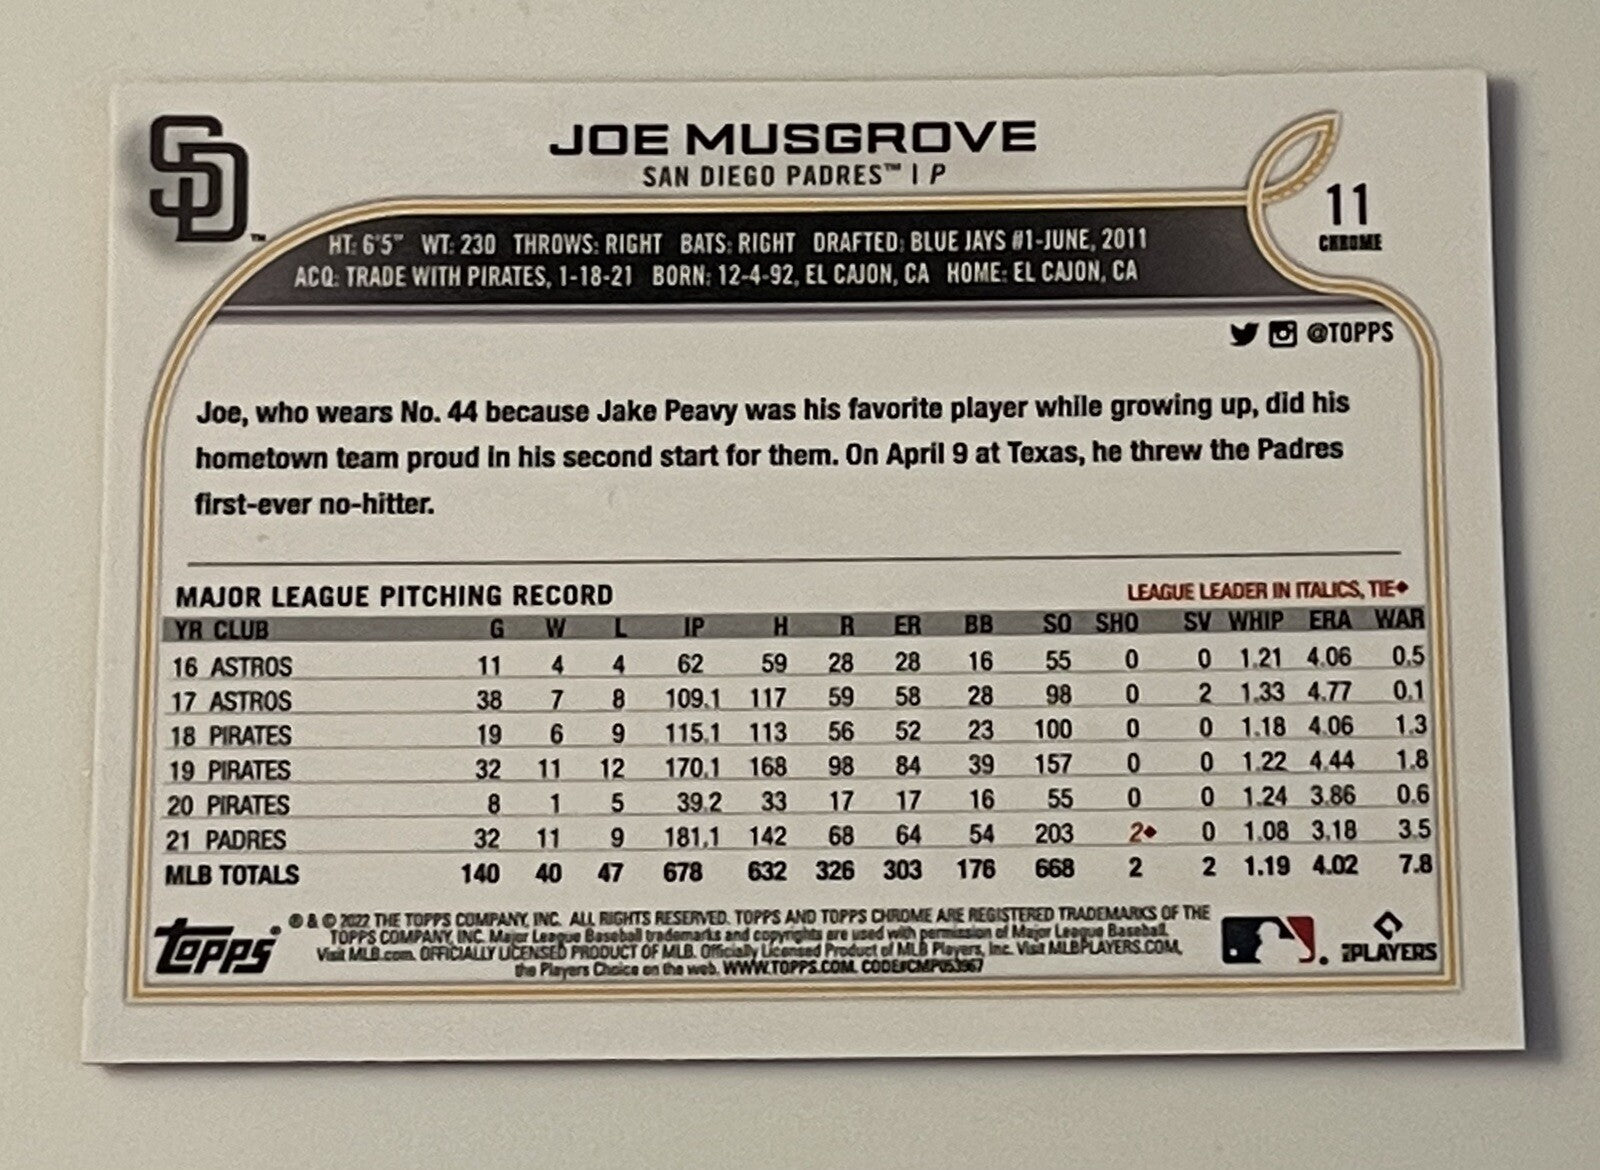 SD™
JOE MUSGROVE
SAN DIEGO PADRES™ | P
11
CHROME
HT: 6'5" WT: 230 THROWS: RIGHT BATS: RIGHT DRAFTED: BLUE JAYS #1-JUNE, 2011
ACQ: TRADE WITH PIRATES, 1-18-21 BORN: 12-4-92, EL CAJON, CA HOME: EL CAJON, CA
@TOPPS
Joe, who wears No. 44 because Jake Peavy was his favorite player while growing up, did his
hometown team proud in his second start for them. On April 9 at Texas, he threw the Padres
first-ever no-hitter.
MAJOR LEAGUE PITCHING RECORD
LEAGUE LEADER IN ITALICS, TIE♦
YR CLUB G W L IP H R ER BB SO SHO SV WHIP ERA WAR
16 ASTROS 11 4 4 62 59 28 28 16 55 0 0 1.21 4.06 0.5
17 ASTROS 38 7 8 109.1 117 59 58 28 98 0 2 1.33 4.77 0.1
18 PIRATES 19 6 9 115.1 113 56 52 23 100 0 0 1.18 4.06 1.3
19 PIRATES 32 11 12 170.1 168 98 84 39 157 0 0 1.22 4.44 1.8
20 PIRATES 8 1 5 39.2 33 17 17 16 55 0 0 1.24 3.86 0.6
21 PADRES 32 11 9 181.1 142 68 64 54 203 2♦ 0 1.08 3.18 3.5
MLB TOTALS 140 40 47 678 632 326 303 176 668 2 2 1.19 4.02 7.8
topps®
® & © 2022 THE TOPPS COMPANY, INC. ALL RIGHTS RESERVED. TOPPS AND TOPPS CHROME ARE REGISTERED TRADEMARKS OF THE
TOPPS COMPANY, INC. Major League Baseball trademarks and copyrights are used with permission of Major League Baseball.
Visit MLB.com. OFFICIALLY LICENSED PRODUCT OF MLB. Officially Licensed Product of MLB Players, Inc. Visit MLBPLAYERS.COM,
the Players Choice on the web. WWW.TOPPS.COM. CODE#CMP053967
PLAYERS